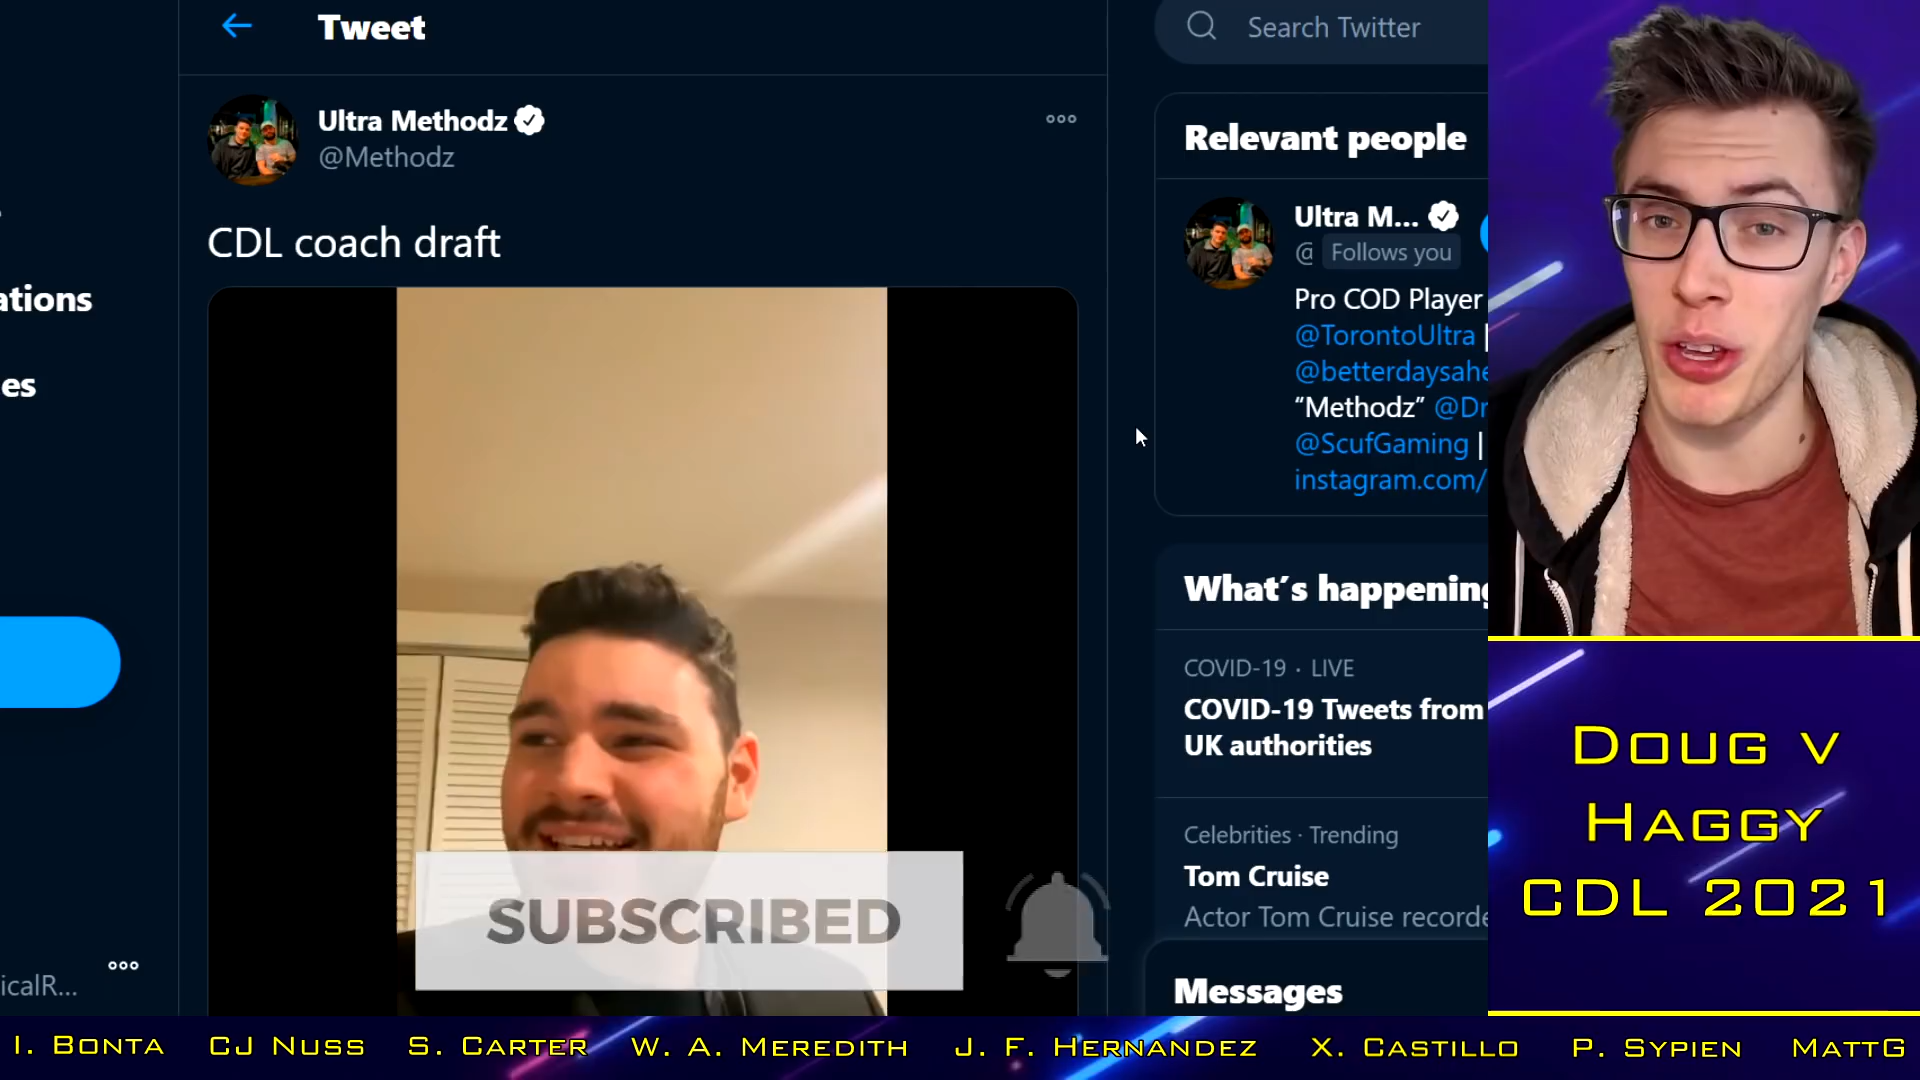 Tweet
Search Twitter
Ultra Methodz
@Methodz
CDL coach draft
ations
es
icalR...
Relevant people
Ultra M...
@ Follows you
Pro COD Player
@TorontoUltra |
@betterdaysahe
“Methodz” @Dr
@ScufGaming |
instagram.com/
What's happening
COVID-19 · LIVE
COVID-19 Tweets from
UK authorities
Celebrities · Trending
Tom Cruise
Actor Tom Cruise recorde
Messages
SUBSCRIBED
DOUG V
HAGGY
CDL 2021
I. BONTA CJ NUSS S. CARTER W. A. MEREDITH J. F. HERNANDEZ X. CASTILLO P. SYPIEN MATTG